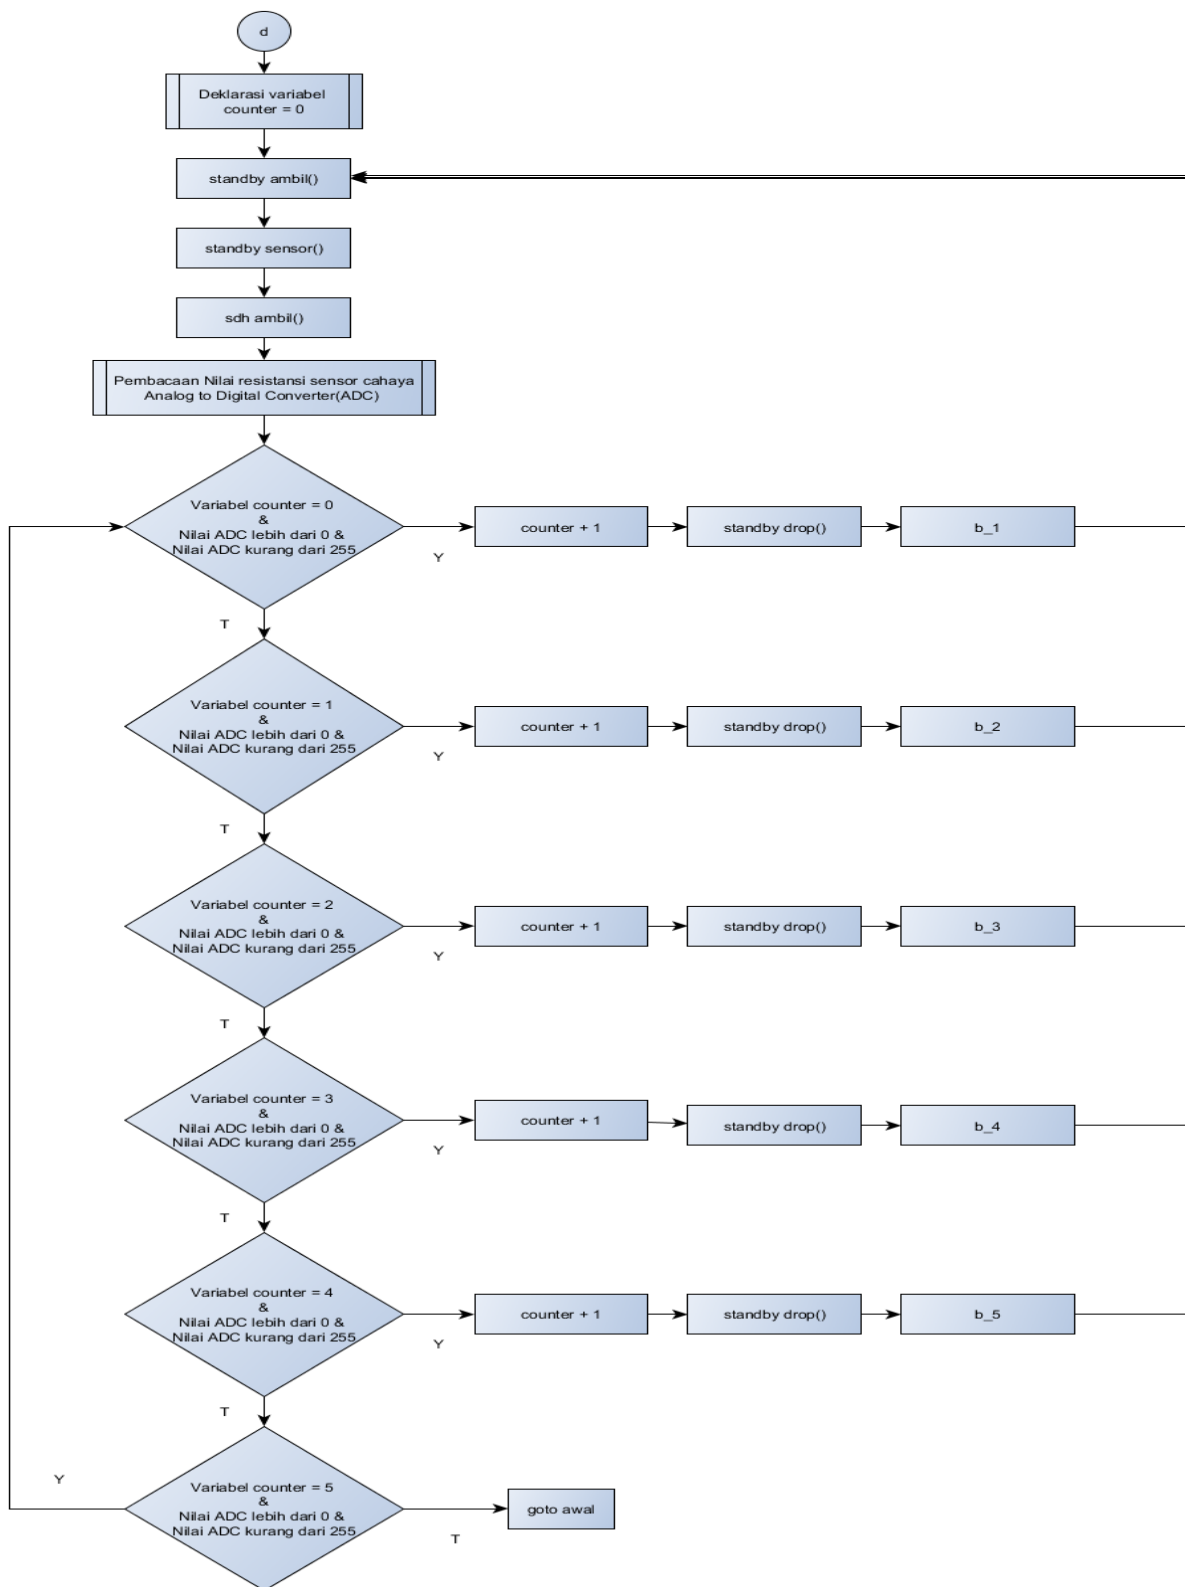 d
Deklarasi variabel
counter = 0
standby ambil()
standby sensor()
sdh ambil()
Pembacaan Nilai resistansi sensor cahaya
Analog to Digital Converter(ADC)
Variabel counter = 0
&
Nilai ADC lebih dari 0 &
Nilai ADC kurang dari 255
Y
counter + 1
standby drop()
b_1
T
Variabel counter = 1
&
Nilai ADC lebih dari 0 &
Nilai ADC kurang dari 255
Y
counter + 1
standby drop()
b_2
T
Variabel counter = 2
&
Nilai ADC lebih dari 0 &
Nilai ADC kurang dari 255
Y
counter + 1
standby drop()
b_3
T
Variabel counter = 3
&
Nilai ADC lebih dari 0 &
Nilai ADC kurang dari 255
Y
counter + 1
standby drop()
b_4
T
Variabel counter = 4
&
Nilai ADC lebih dari 0 &
Nilai ADC kurang dari 255
Y
counter + 1
standby drop()
b_5
T
Y
Variabel counter = 5
&
Nilai ADC lebih dari 0 &
Nilai ADC kurang dari 255
T
goto awal